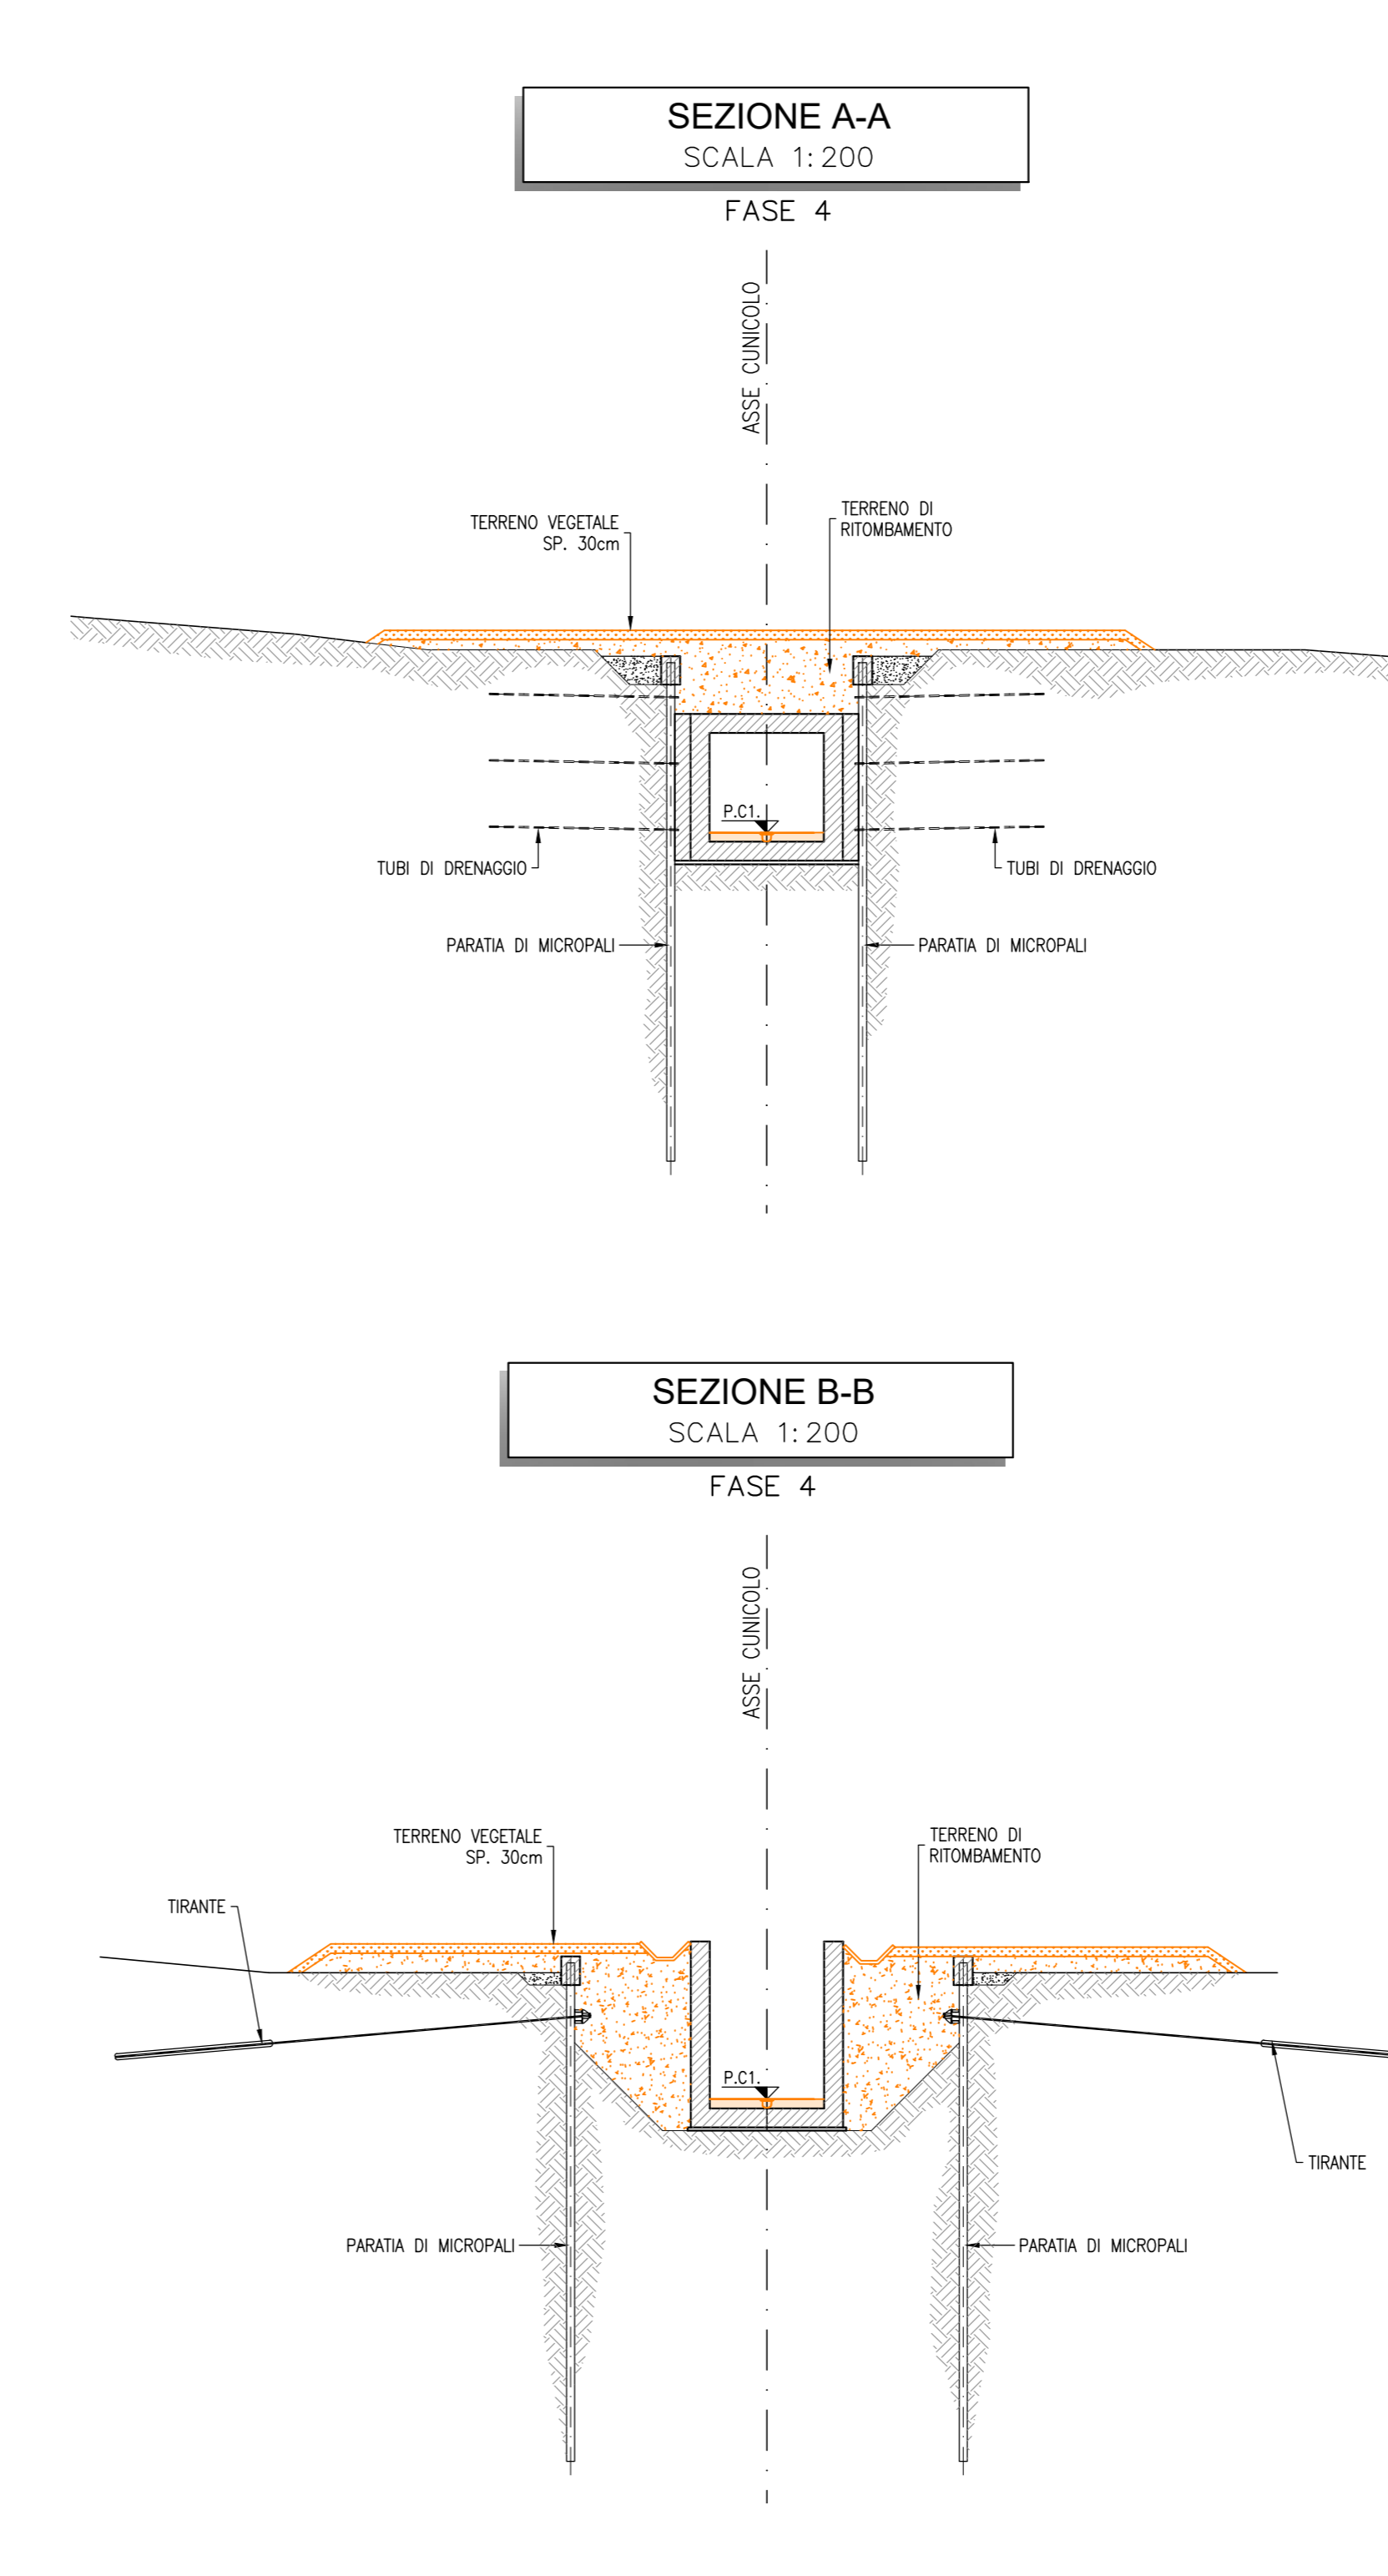 SEZIONE A-A
SCALA 1:200
FASE 4
ASSE CUNICOLO
TERRENO DI
RITOMBAMENTO
TERRENO VEGETALE
SP. 30cm
P.C1.
TUBI DI DRENAGGIO
TUBI DI DRENAGGIO
PARATIA DI MICROPALI
PARATIA DI MICROPALI
SEZIONE B-B
SCALA 1:200
FASE 4
ASSE CUNICOLO
TERRENO VEGETALE
SP. 30cm
TERRENO DI
RITOMBAMENTO
TIRANTE
P.C1.
TIRANTE
PARATIA DI MICROPALI
PARATIA DI MICROPALI